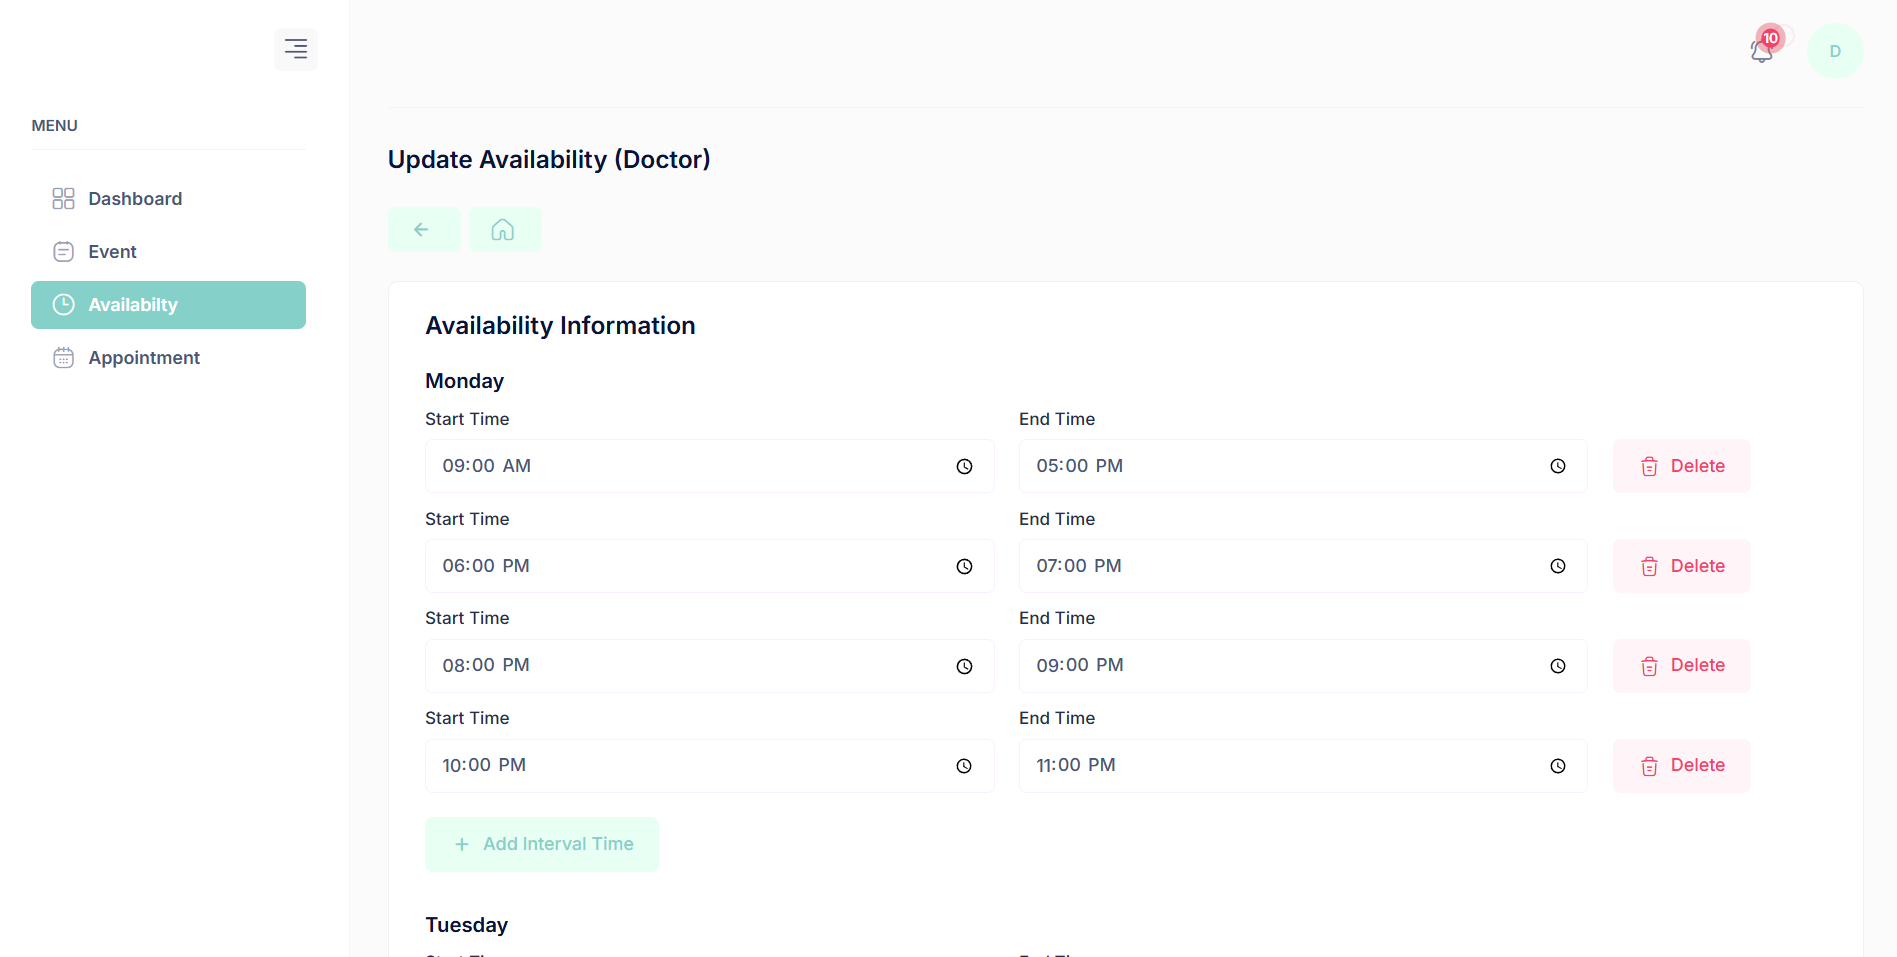 10
D
MENU
Dashboard
Event
Availabilty
Appointment
Update Availability (Doctor)
Availability Information
Monday
Start Time End Time
09:00 AM 05:00 PM Delete
Start Time End Time
06:00 PM 07:00 PM Delete
Start Time End Time
08:00 PM 09:00 PM Delete
Start Time End Time
10:00 PM 11:00 PM Delete
+ Add Interval Time
Tuesday